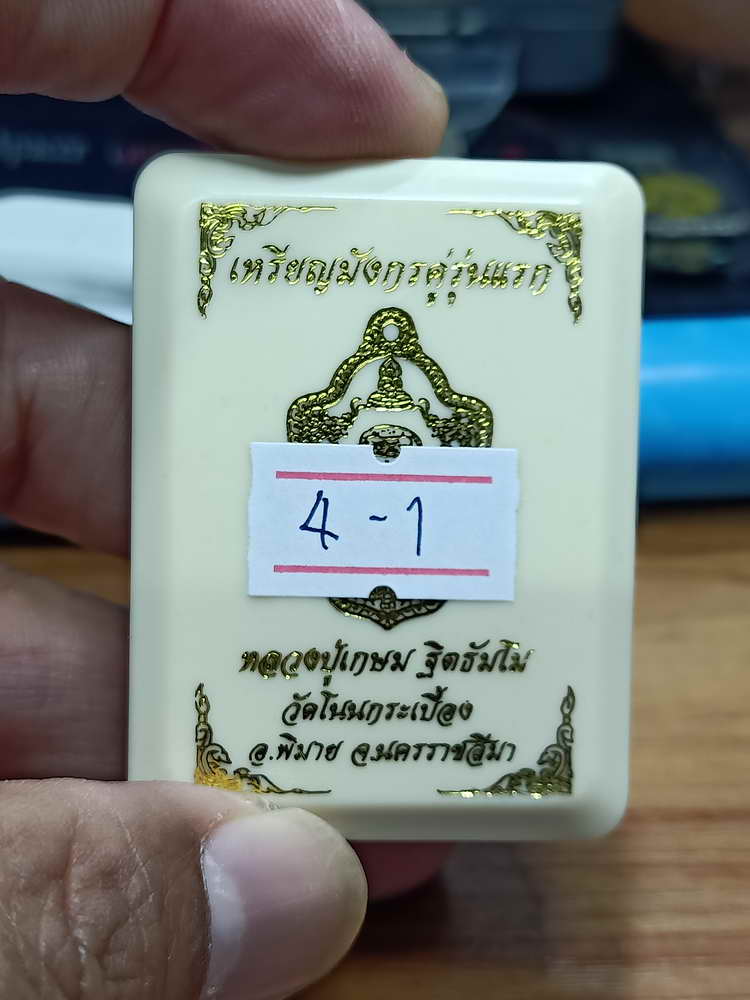 เหรียญมังกรคู่รุ่นแรก
4-1
หลวงปู่เกษม ฐิตธัมโม
วัดโนนกระเบื้อง
อ.พิมาย จ.นครราชสีมา